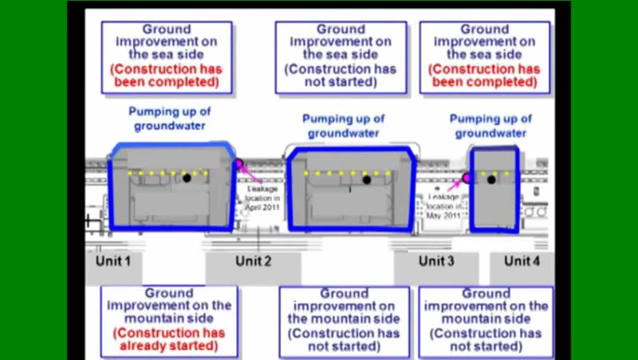 Ground
improvement on
the sea side
(Construction has
been completed)
Ground
improvement on
the sea side
(Construction has
not started)
Ground
improvement on
the sea side
(Construction has
been completed)
Pumping up of
groundwater
Pumping up of
groundwater
Pumping up of
groundwater
Leakage
location in
April 2011
Leakage
location in
May 2011
Unit 1
Unit 2
Unit 3
Unit 4
Ground
improvement on the
mountain side
(Construction has
already started)
Ground
improvement on
the mountain side
(Construction has
not started)
Ground
improvement on the
mountain side
(Construction has
not started)